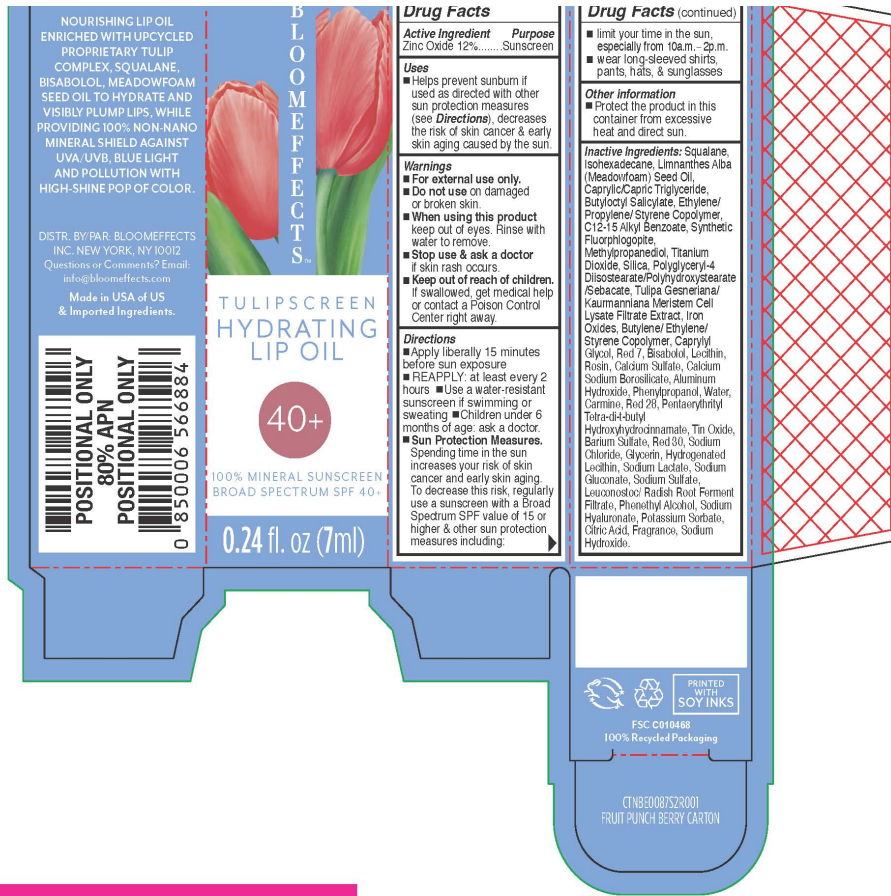 NOURISHING LIP OIL
ENRICHED WITH UPCYCLED
PROPRIETARY TULIP
COMPLEX, SQUALANE,
BISABOLOL, MEADOWFOAM
SEED OIL TO HYDRATE AND
VISIBLY PLUMP LIPS, WHILE
PROVIDING 100% NON-NANO
MINERAL SHIELD AGAINST
UVA/UVB, BLUE LIGHT
AND POLLUTION WITH
HIGH-SHINE POP OF COLOR.
DISTR. BY/PAR: BLOOMEFFECTS
INC. NEW YORK, NY 10012
Questions or Comments? Email:
info@bloomeffects.com
Made in USA of US
& Imported Ingredients.
POSITIONAL ONLY
80% APN
POSITIONAL ONLY
0 850006 566884
BLOOMEFFECTS™
TULIPSCREEN
HYDRATING
LIP OIL
40+
100% MINERAL SUNSCREEN
BROAD SPECTRUM SPF 40+
0.24 fl. oz (7ml)
Drug Facts
Active Ingredient Purpose
Zinc Oxide 12%........Sunscreen
Uses
■ Helps prevent sunburn if
used as directed with other
sun protection measures
(see Directions), decreases
the risk of skin cancer & early
skin aging caused by the sun.
Warnings
■ For external use only.
■ Do not use on damaged
or broken skin.
■ When using this product
keep out of eyes. Rinse with
water to remove.
■ Stop use & ask a doctor
if skin rash occurs.
■ Keep out of reach of children.
If swallowed, get medical help
or contact a Poison Control
Center right away.
Directions
■ Apply liberally 15 minutes
before sun exposure
■ REAPPLY: at least every 2
hours ■ Use a water-resistant
sunscreen if swimming or
sweating ■ Children under 6
months of age: ask a doctor.
■ Sun Protection Measures.
Spending time in the sun
increases your risk of skin
cancer and early skin aging.
To decrease this risk, regularly
use a sunscreen with a Broad
Spectrum SPF value of 15 or
higher & other sun protection
measures including:
Drug Facts (continued)
■ limit your time in the sun,
especially from 10a.m.– 2p.m.
■ wear long-sleeved shirts,
pants, hats, & sunglasses
Other information
■ Protect the product in this
container from excessive
heat and direct sun.
Inactive Ingredients: Squalane,
Isohexadecane, Limnanthes Alba
(Meadowfoam) Seed Oil,
Caprylic/Capric Triglyceride,
Butyloctyl Salicylate, Ethylene/
Propylene/ Styrene Copolymer,
C12-15 Alkyl Benzoate, Synthetic
Fluorphlogopite,
Methylpropanediol, Titanium
Dioxide, Silica, Polyglyceryl-4
Diisostearate/Polyhydroxystearate
/Sebacate, Tulipa Gesneriana/
Kaurmanniana Meristem Cell
Lysate Filtrate Extract, Iron
Oxides, Butylene/ Ethylene/
Styrene Copolymer, Caprylyl
Glycol, Red 7, Bisabolol, Lecithin,
Rosin, Calcium Sulfate, Calcium
Sodium Borosilicate, Aluminum
Hydroxide, Phenylpropanol, Water,
Carmine, Red 28, Pentaerythrityl
Tetra-di-t-butyl
Hydroxyhydrocinnamate, Tin Oxide,
Barium Sulfate, Red 30, Sodium
Chloride, Glycerin, Hydrogenated
Lecithin, Sodium Lactate, Sodium
Gluconate, Sodium Sulfate,
Leuconostoc/ Radish Root Ferment
Filtrate, Phenethyl Alcohol, Sodium
Hyaluronate, Potassium Sorbate,
Citric Acid, Fragrance, Sodium
Hydroxide.
PRINTED
WITH
SOY INKS
FSC C010468
100% Recycled Packaging
CTNBE0087S2R001
FRUIT PUNCH BERRY CARTON